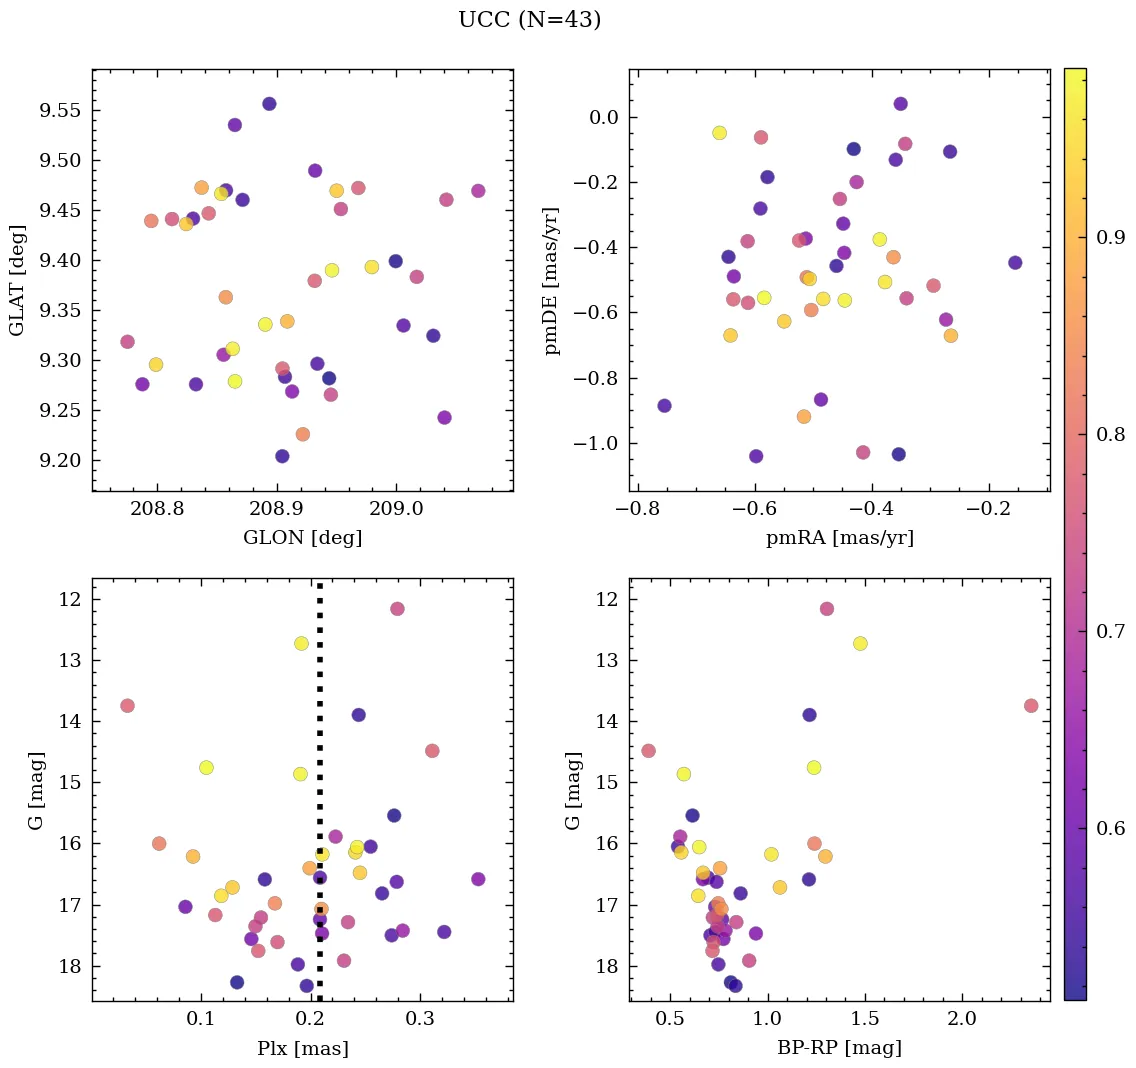 UCC (N=43)
9.55
9.50
9.45
9.40
9.35
9.30
9.25
9.20
GLAT [deg]
208.8 208.9 209.0
GLON [deg]
0.0
−0.2
−0.4
−0.6
−0.8
−1.0
pmDE [mas/yr]
−0.8 −0.6 −0.4 −0.2
pmRA [mas/yr]
12
13
14
15
16
17
18
G [mag]
0.1 0.2 0.3
Plx [mas]
12
13
14
15
16
17
18
G [mag]
0.5 1.0 1.5 2.0
BP-RP [mag]
0.9
0.8
0.7
0.6